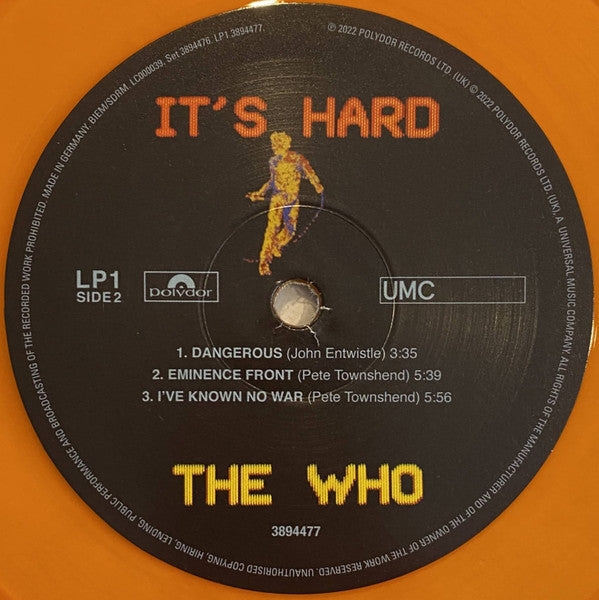 IT'S HARD
LP1
SIDE 2
polydor
UMC
1. DANGEROUS (John Entwistle) 3:35
2. EMINENCE FRONT (Pete Townshend) 5:39
3. I'VE KNOWN NO WAR (Pete Townshend) 5:56
THE WHO
3894477
℗ 2022 POLYDOR RECORDS LTD. (UK) © 2022 POLYDOR RECORDS LTD. (UK), A UNIVERSAL MUSIC COMPANY. ALL RIGHTS OF THE MANUFACTURER AND OF THE OWNER OF THE WORK RESERVED. UNAUTHORISED COPYING, HIRING, LENDING, PUBLIC PERFORMANCE AND BROADCASTING OF THE RECORDED WORK PROHIBITED. MADE IN GERMANY. BIEM/SDRM. LC000039. Set 3894476. LP1 3894477.